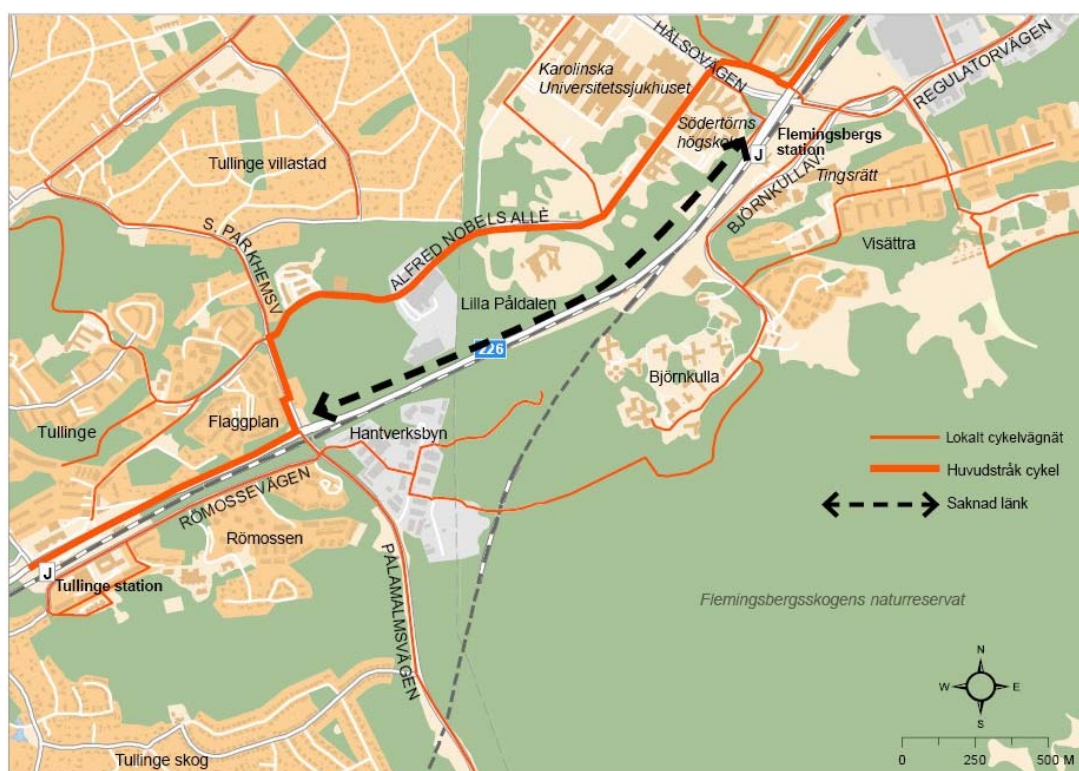 HÄLSOVÄGEN
REGULATORVÄGEN
Karolinska
Universitetssjukhuset
Södertörns
högskola
Flemingsbergs
station
J
Tingsrätt
BJÖRNKULLAV.
Visättra
Tullinge villastad
S. PARKHEMSV
ALFRED NOBELS ALLÈ
Lilla Påldalen
226
Björnkulla
Flaggplan
Tullinge
Hantverksbyn
RÖMOSSEVÄGEN
Römossen
J
Tullinge station
PÅLAMALMSVÄGEN
Tullinge skog
Lokalt cykelvägnät
Huvudstråk cykel
Saknad länk
Flemingsbergsskogens naturreservat
N
W E
S
0 250 500 M